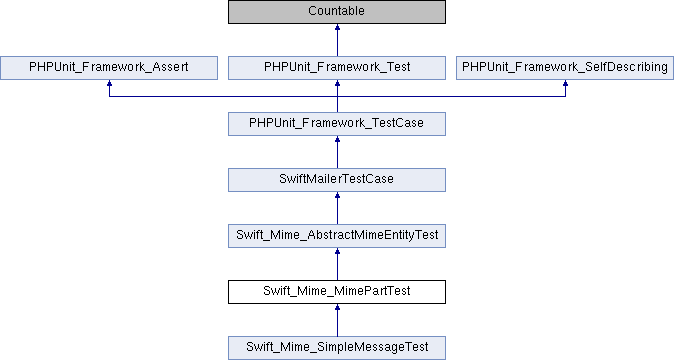 Countable
PHPUnit_Framework_Assert
PHPUnit_Framework_Test
PHPUnit_Framework_SelfDescribing
PHPUnit_Framework_TestCase
SwiftMailerTestCase
Swift_Mime_AbstractMimeEntityTest
Swift_Mime_MimePartTest
Swift_Mime_SimpleMessageTest